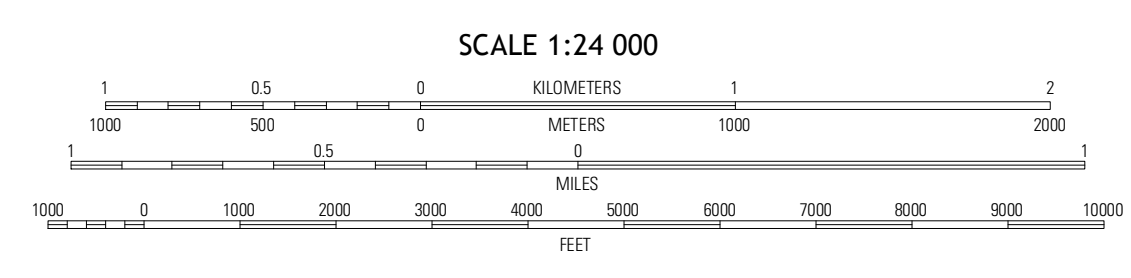 SCALE 1:24 000
1 0.5 0 KILOMETERS 1 2
1000 500 0 METERS 1000 2000
1 0.5 0 1
MILES
1000 0 1000 2000 3000 4000 5000 6000 7000 8000 9000 10000
FEET